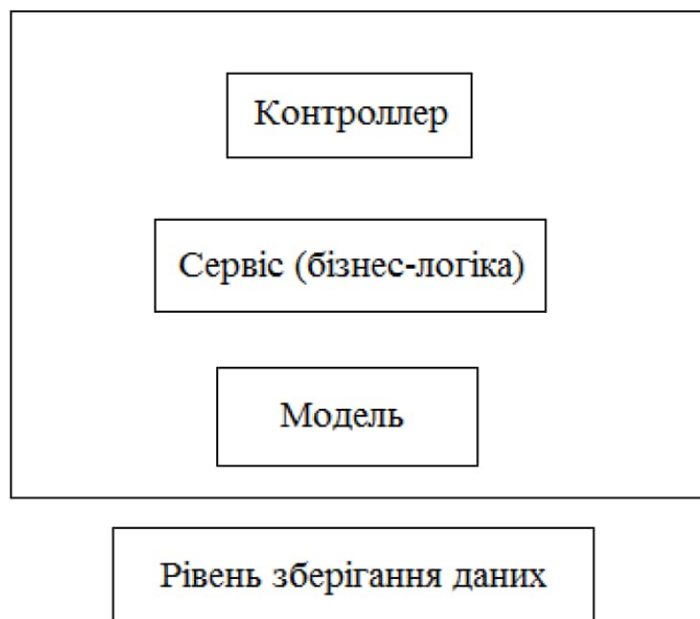 Контроллер
Сервіс (бізнес-логіка)
Модель
Рівень зберігання даних